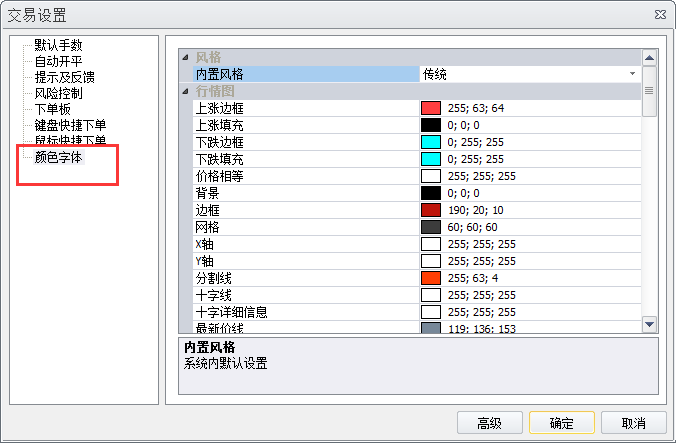 交易设置
默认手数
自动开平
提示及反馈
风险控制
下单板
键盘快捷下单
鼠标快捷下单
颜色字体
风格
内置风格 传统
行情图
上涨边框 255; 63; 64
上涨填充 0; 0; 0
下跌边框 0; 255; 255
下跌填充 0; 255; 255
价格相等 255; 255; 255
背景 0; 0; 0
边框 190; 20; 10
网格 60; 60; 60
X轴 255; 255; 255
Y轴 255; 255; 255
分割线 255; 63; 4
十字线 255; 255; 255
十字详细信息 255; 255; 255
最新价线 119; 136; 153
内置风格
系统内默认设置
高级 确定 取消